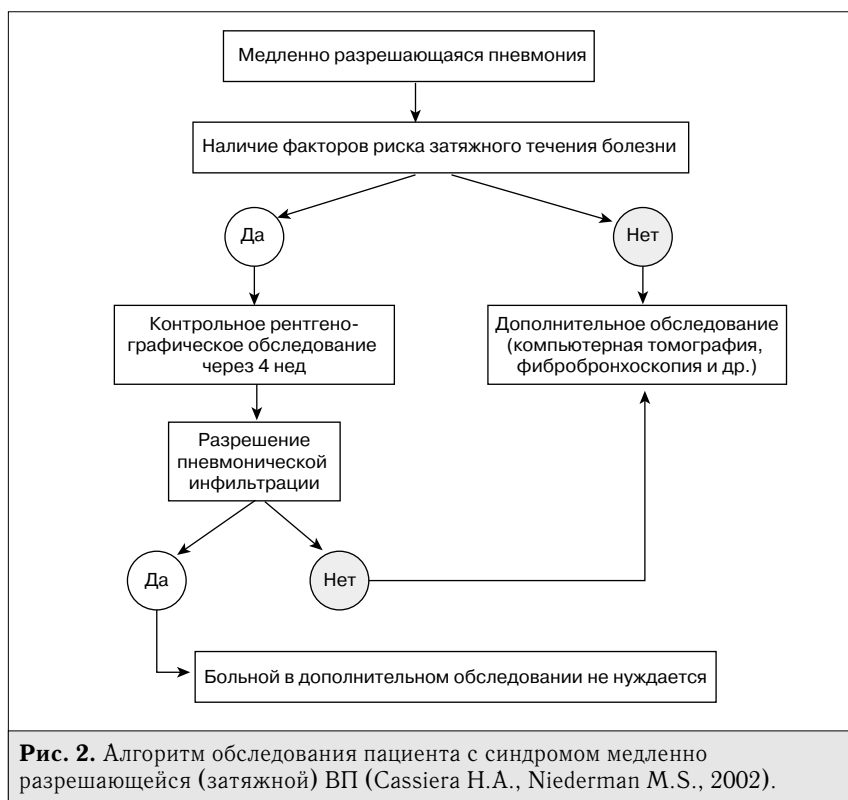 Медленно разрешающаяся пневмония
Наличие факторов риска затяжного течения болезни
Да
Нет
Контрольное рентгено-
графическое обследование
через 4 нед
Дополнительное обследование
(компьютерная томография,
фибробронхоскопия и др.)
Разрешение
пневмонической
инфильтрации
Да
Нет
Больной в дополнительном обследовании не нуждается
Рис. 2. Алгоритм обследования пациента с синдромом медленно
разрешающейся (затяжной) ВП (Cassiera H.A., Niederman M.S., 2002).